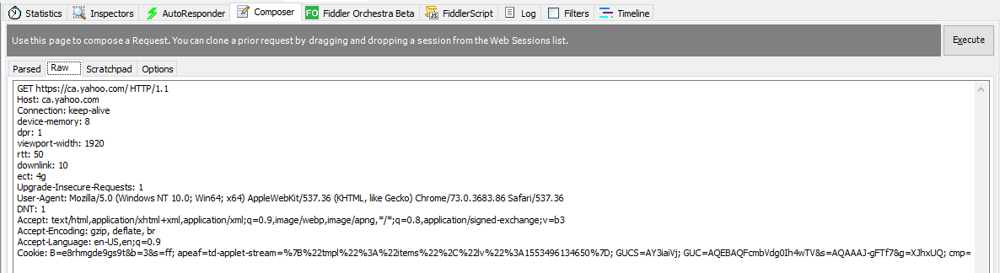 Statistics Inspectors AutoResponder Composer FO Fiddler Orchestra Beta JS FiddlerScript Log Filters Timeline
Use this page to compose a Request. You can clone a prior request by dragging and dropping a session from the Web Sessions list. Execute
Parsed Raw Scratchpad Options
GET https://ca.yahoo.com/ HTTP/1.1
Host: ca.yahoo.com
Connection: keep-alive
device-memory: 8
dpr: 1
viewport-width: 1920
rtt: 50
downlink: 10
ect: 4g
Upgrade-Insecure-Requests: 1
User-Agent: Mozilla/5.0 (Windows NT 10.0; Win64; x64) AppleWebKit/537.36 (KHTML, like Gecko) Chrome/73.0.3683.86 Safari/537.36
DNT: 1
Accept: text/html,application/xhtml+xml,application/xml;q=0.9,image/webp,image/apng,*/*;q=0.8,application/signed-exchange;v=b3
Accept-Encoding: gzip, deflate, br
Accept-Language: en-US,en;q=0.9
Cookie: B=e8rhmgde9gs9t&b=3&s=ff; apeaf=td-applet-stream=%7B%22tmpl%22%3A%22items%22%2C%22lv%22%3A1553496134650%7D; GUCS=AY3iaiVj; GUC=AQEBAQFcmbVdg0Ih4wTV&s=AQAAAJ-gFTf7&g=XJhxUQ; cmp=